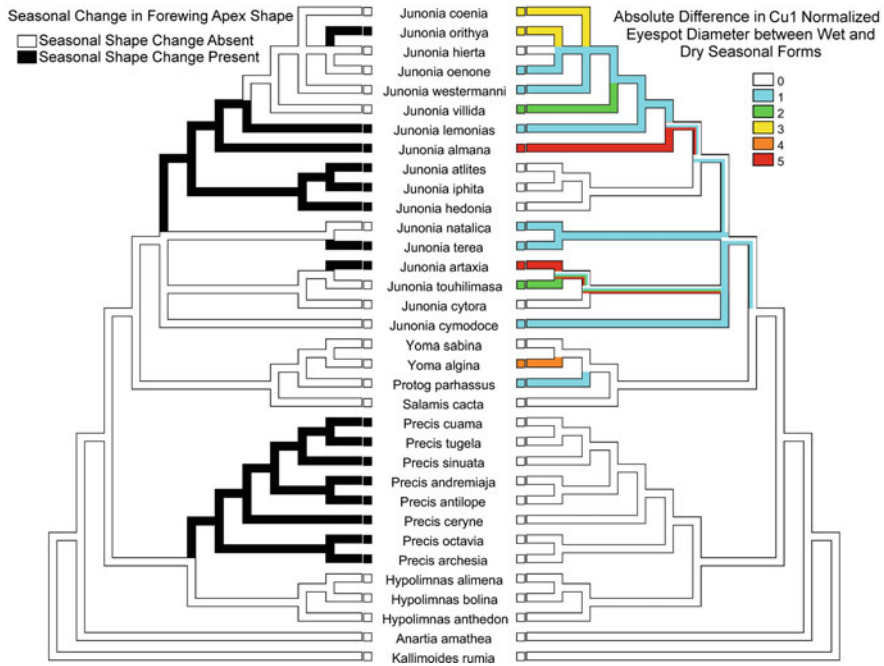 Seasonal Change in Forewing Apex Shape
Seasonal Shape Change Absent
Seasonal Shape Change Present
Junonia coenia
Junonia orithya
Junonia hierta
Junonia oenone
Junonia westermanni
Junonia villida
Junonia lemonias
Junonia almana
Junonia atlites
Junonia iphita
Junonia hedonia
Junonia natalica
Junonia terea
Junonia artaxia
Junonia touhilimasa
Junonia cytora
Junonia cymodoce
Yoma sabina
Yoma algina
Protog parhassus
Salamis cacta
Precis cuama
Precis tugela
Precis sinuata
Precis andremiaja
Precis antilope
Precis ceryne
Precis octavia
Precis archesia
Hypolimnas alimena
Hypolimnas bolina
Hypolimnas anthedon
Anartia amathea
Kallimoides rumia
Absolute Difference in Cu1 Normalized
Eyespot Diameter between Wet and
Dry Seasonal Forms
0
1
2
3
4
5